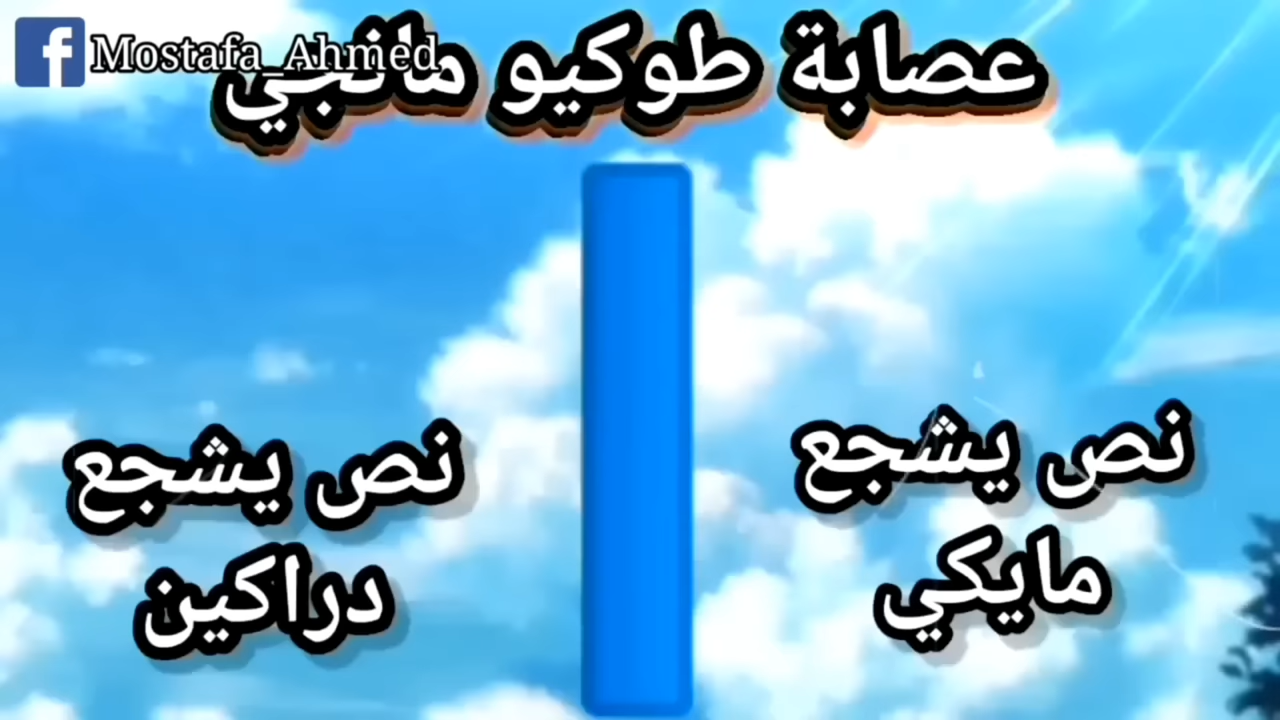 Mostafa_Ahmed
عصابة طوكيو مانجي
نص يشجع
مايكي
نص يشجع
دراكين